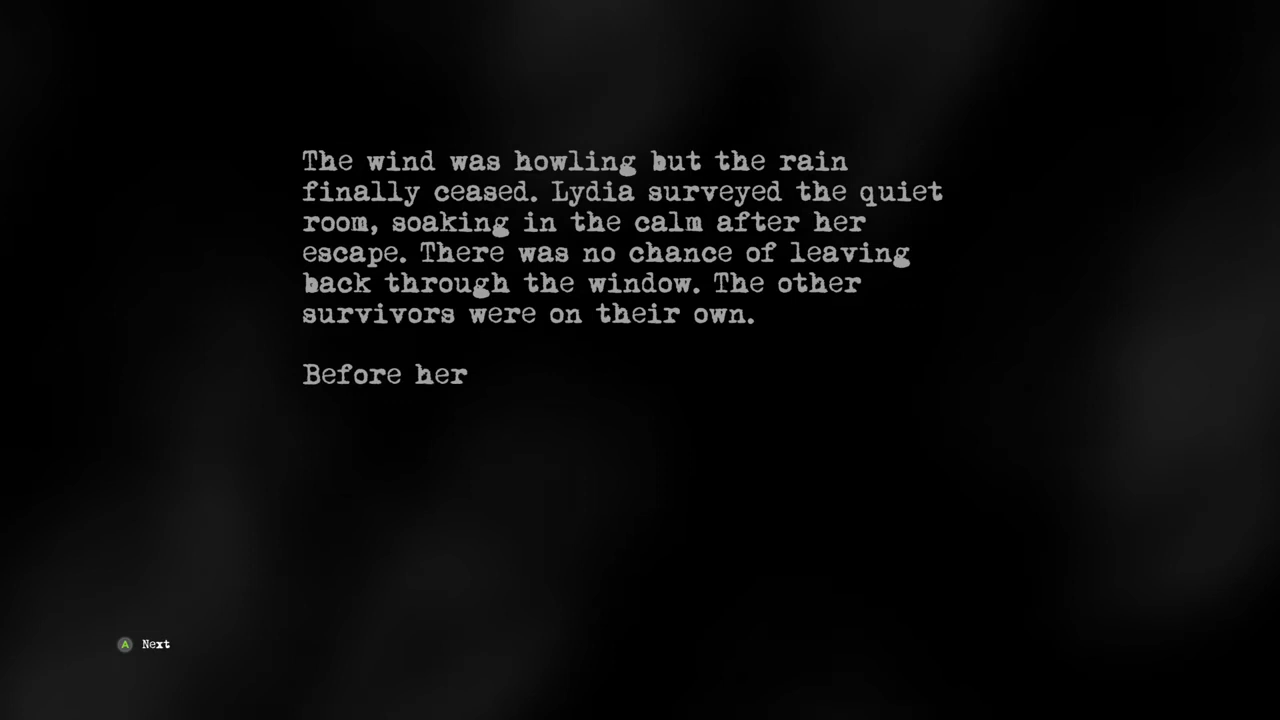 The wind was howling but the rain
finally ceased. Lydia surveyed the quiet
room, soaking in the calm after her
escape. There was no chance of leaving
back through the window. The other
survivors were on their own.
Before her
A Next